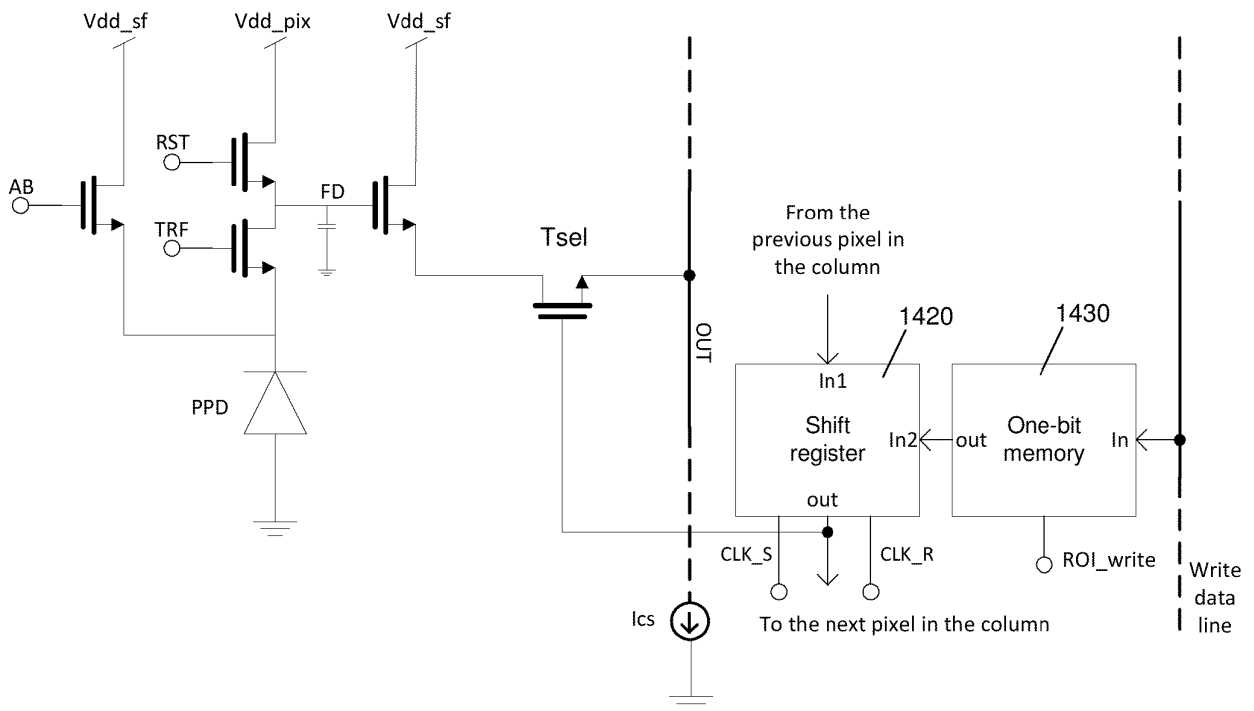 Vdd_sf
Vdd_pix
Vdd_sf
RST
AB
FD
TRF
Tsel
From the
previous pixel in
the column
1420
1430
OUT
In1
PPD
Shift
register
In2
out
One-bit
memory
In
out
CLK_S
CLK_R
ROI_write
Write
data
line
Ics
To the next pixel in the column